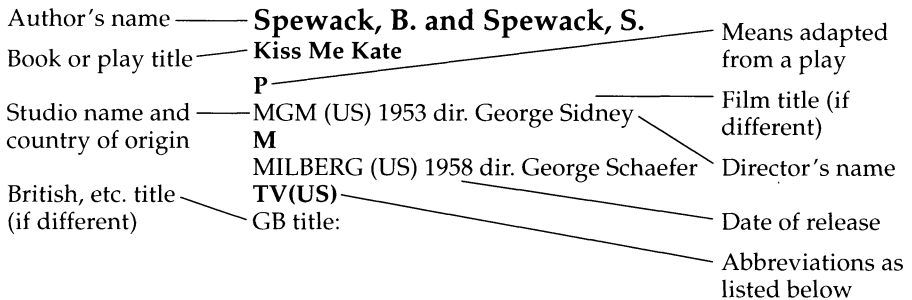 Author's name
Spewack, B. and Spewack, S.
Book or play title
Kiss Me Kate
Means adapted
from a play
P
Film title (if
different)
Studio name and
country of origin
MGM (US) 1953 dir. George Sidney
M
Director's name
MILBERG (US) 1958 dir. George Schaefer
British, etc. title
(if different)
TV(US)
GB title:
Date of release
Abbreviations as
listed below